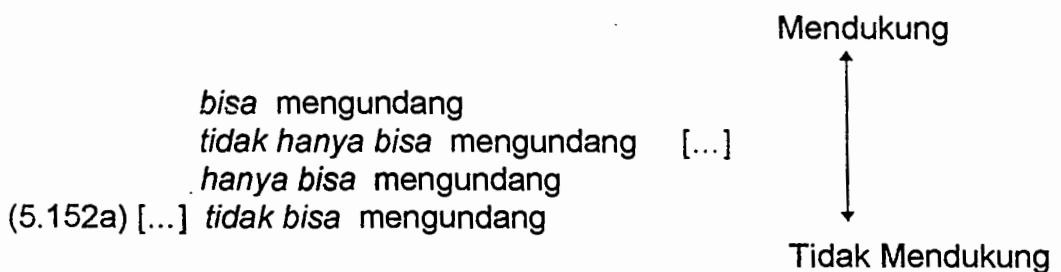 Mendukung
bisa mengundang
tidak hanya bisa mengundang [...]
hanya bisa mengundang
(5.152a) [...] tidak bisa mengundang
Tidak Mendukung